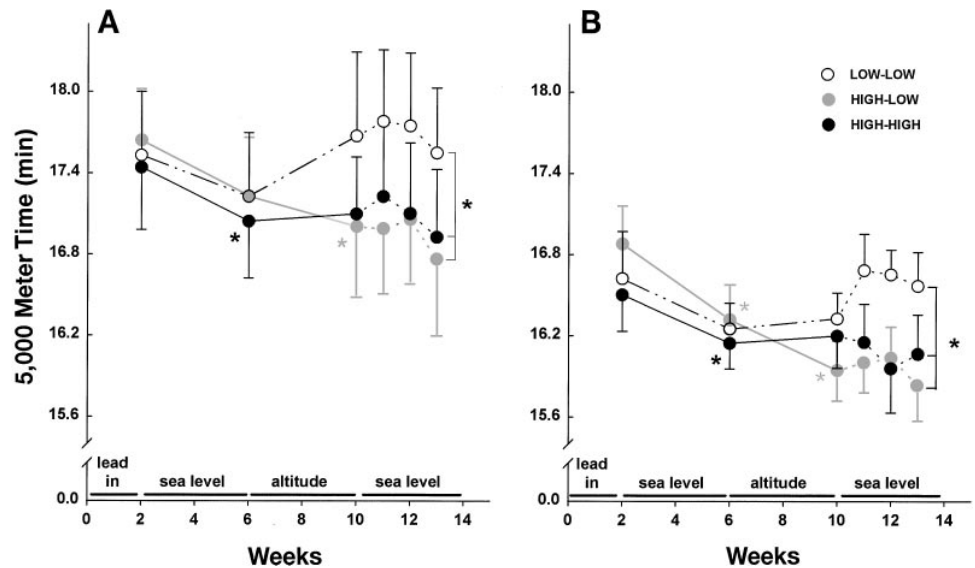 A
5,000 Meter Time (min)
18.0
17.4
16.8
16.2
15.6
0.0
*
*
*
lead
in
sea level
altitude
sea level
0 2 4 6 8 10 12 14
Weeks
B
LOW-LOW
HIGH-LOW
HIGH-HIGH
18.0
17.4
16.8
16.2
15.6
0.0
*
*
*
*
lead
in
sea level
altitude
sea level
0 2 4 6 8 10 12 14
Weeks